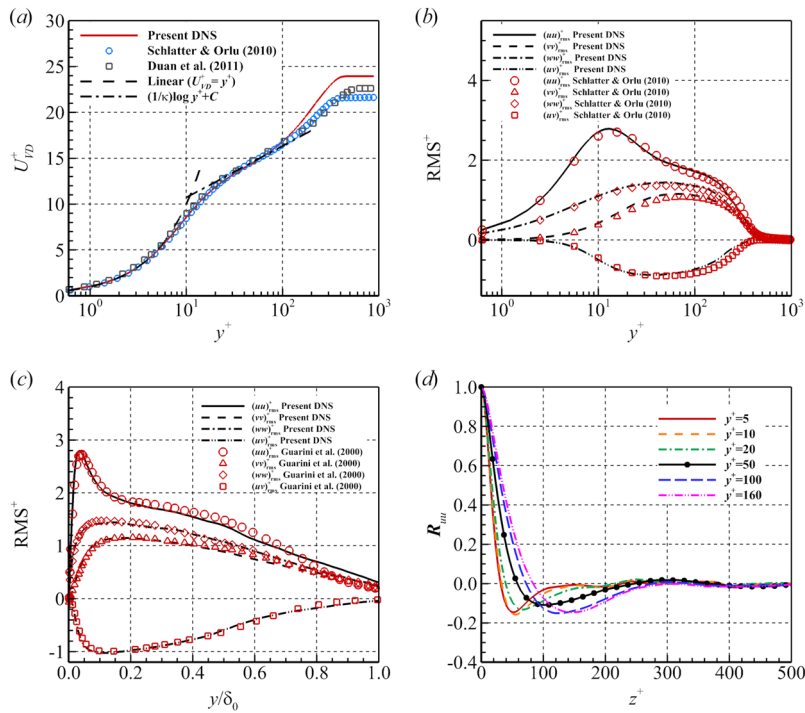 (a)
30
25
20
15
10
5
0
U⁺VD
10⁰
10¹
10²
10³
y⁺
Present DNS
Schlatter & Orlu (2010)
Duan et al. (2011)
Linear (U⁺VD= y⁺)
(1/κ)log y⁺+C
(b)
4
2
0
RMS⁺
10⁰
10¹
10²
10³
y⁺
(uu)⁺rms Present DNS
(vv)⁺rms Present DNS
(ww)⁺rms Present DNS
(uv)⁺rms Present DNS
(uu)⁺rms Schlatter & Orlu (2010)
(vv)⁺rms Schlatter & Orlu (2010)
(ww)⁺rms Schlatter & Orlu (2010)
(uv)⁺rms Schlatter & Orlu (2010)
(c)
4
3
2
1
0
-1
RMS⁺
0.0
0.2
0.4
0.6
0.8
1.0
y/δ₀
(uu)⁺rms Present DNS
(vv)⁺rms Present DNS
(ww)⁺rms Present DNS
(uv)⁺rms Present DNS
(uu)⁺rms Guarini et al. (2000)
(vv)⁺rms Guarini et al. (2000)
(ww)⁺rms Guarini et al. (2000)
(uv)⁺rms Guarini et al. (2000)
(d)
1.0
0.8
0.6
0.4
0.2
0.0
-0.2
-0.4
Ruu
0
100
200
300
400
500
z⁺
y⁺=5
y⁺=10
y⁺=20
y⁺=50
y⁺=100
y⁺=160